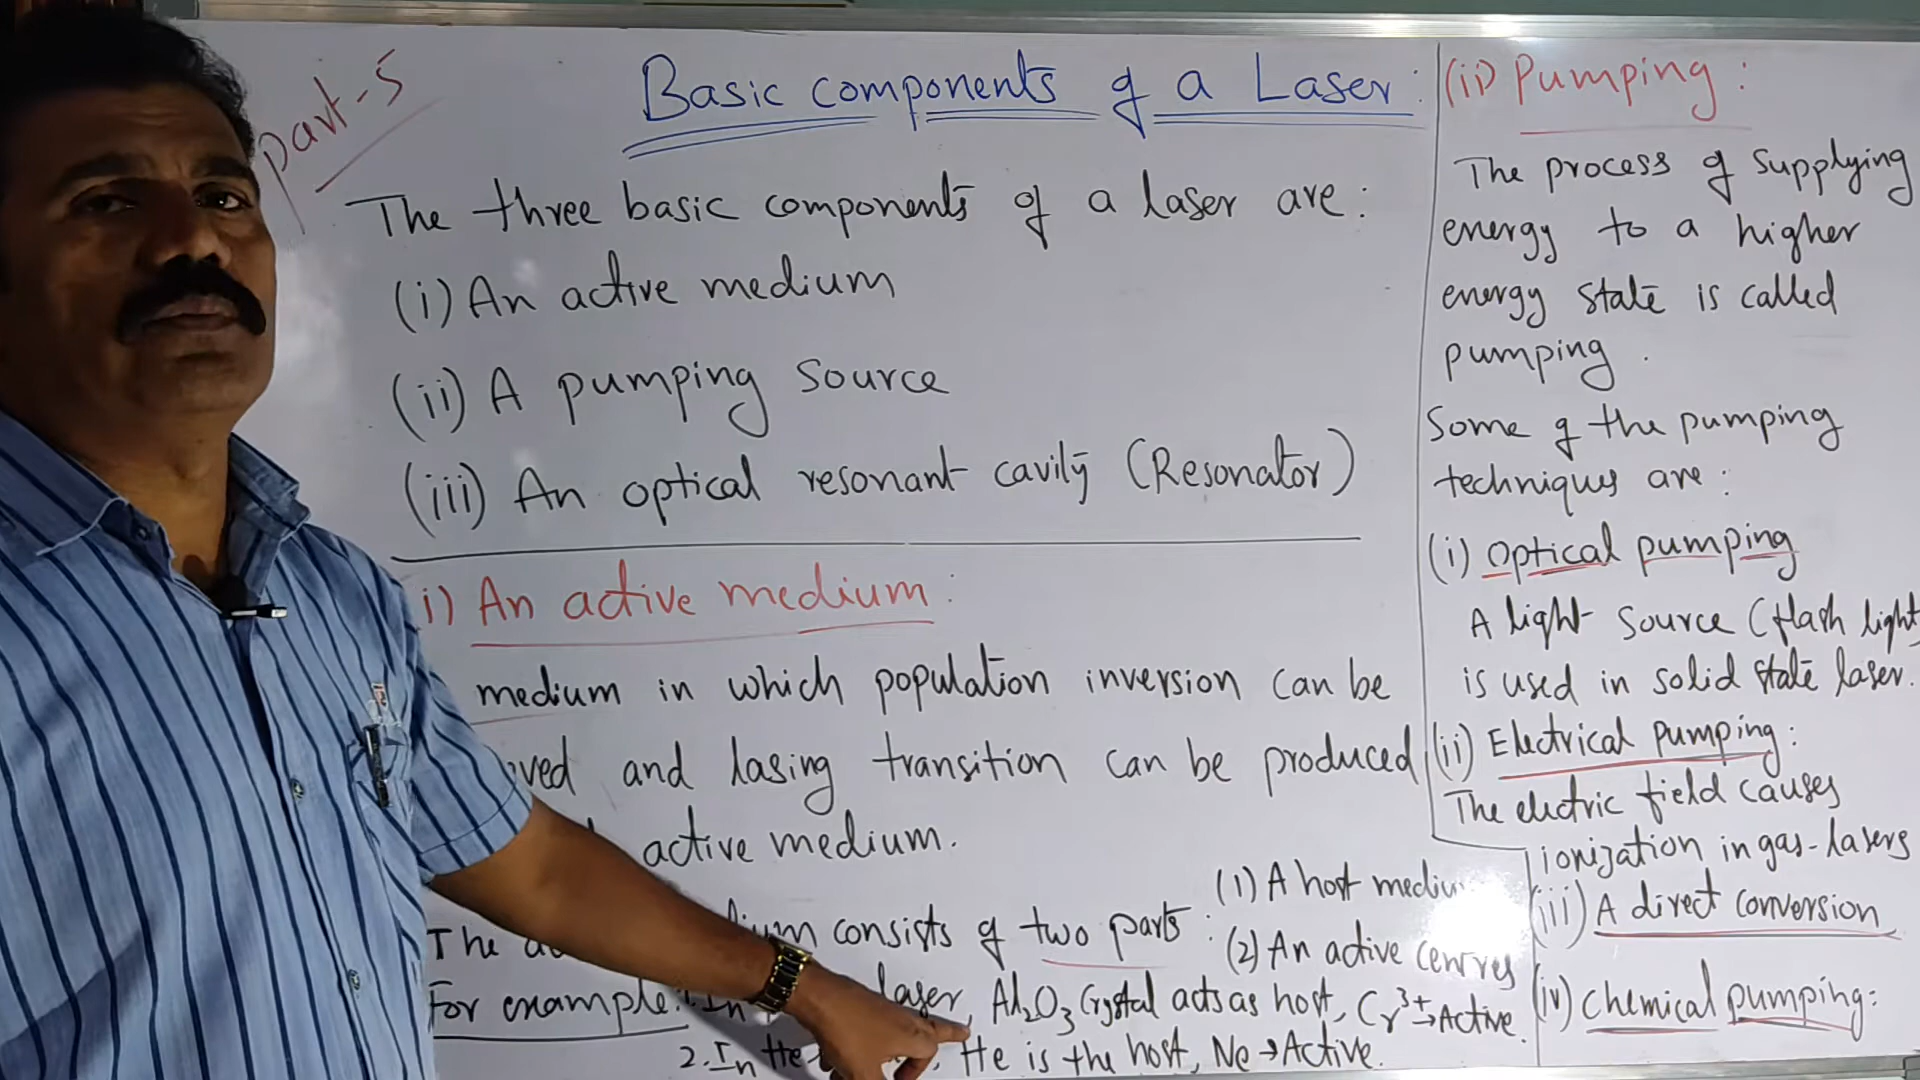 part-5
Basic components of a Laser:
The three basic components of a laser are:
(i) An active medium
(ii) A pumping source
(iii) An optical resonant cavity (Resonator)
i) An active medium:
medium in which population inversion can be
and lasing transition can be produced
active medium.
The consists of two parts:
(1) A host
(2) An active centres
For example: 1. In laser, Al₂O₃ Crystal acts as host, Cr³⁺→Active.
2. In He He is the host, Ne→Active.
(ii) Pumping:
The process of supplying
energy to a higher
energy state is called
pumping.
Some of the pumping
techniques are:
(i) Optical pumping
A light source (flash light
is used in solid state laser.
(ii) Electrical pumping:
The electric field causes
ionization in gas-lasers
(iii) A direct conversion
(iv) Chemical pumping: